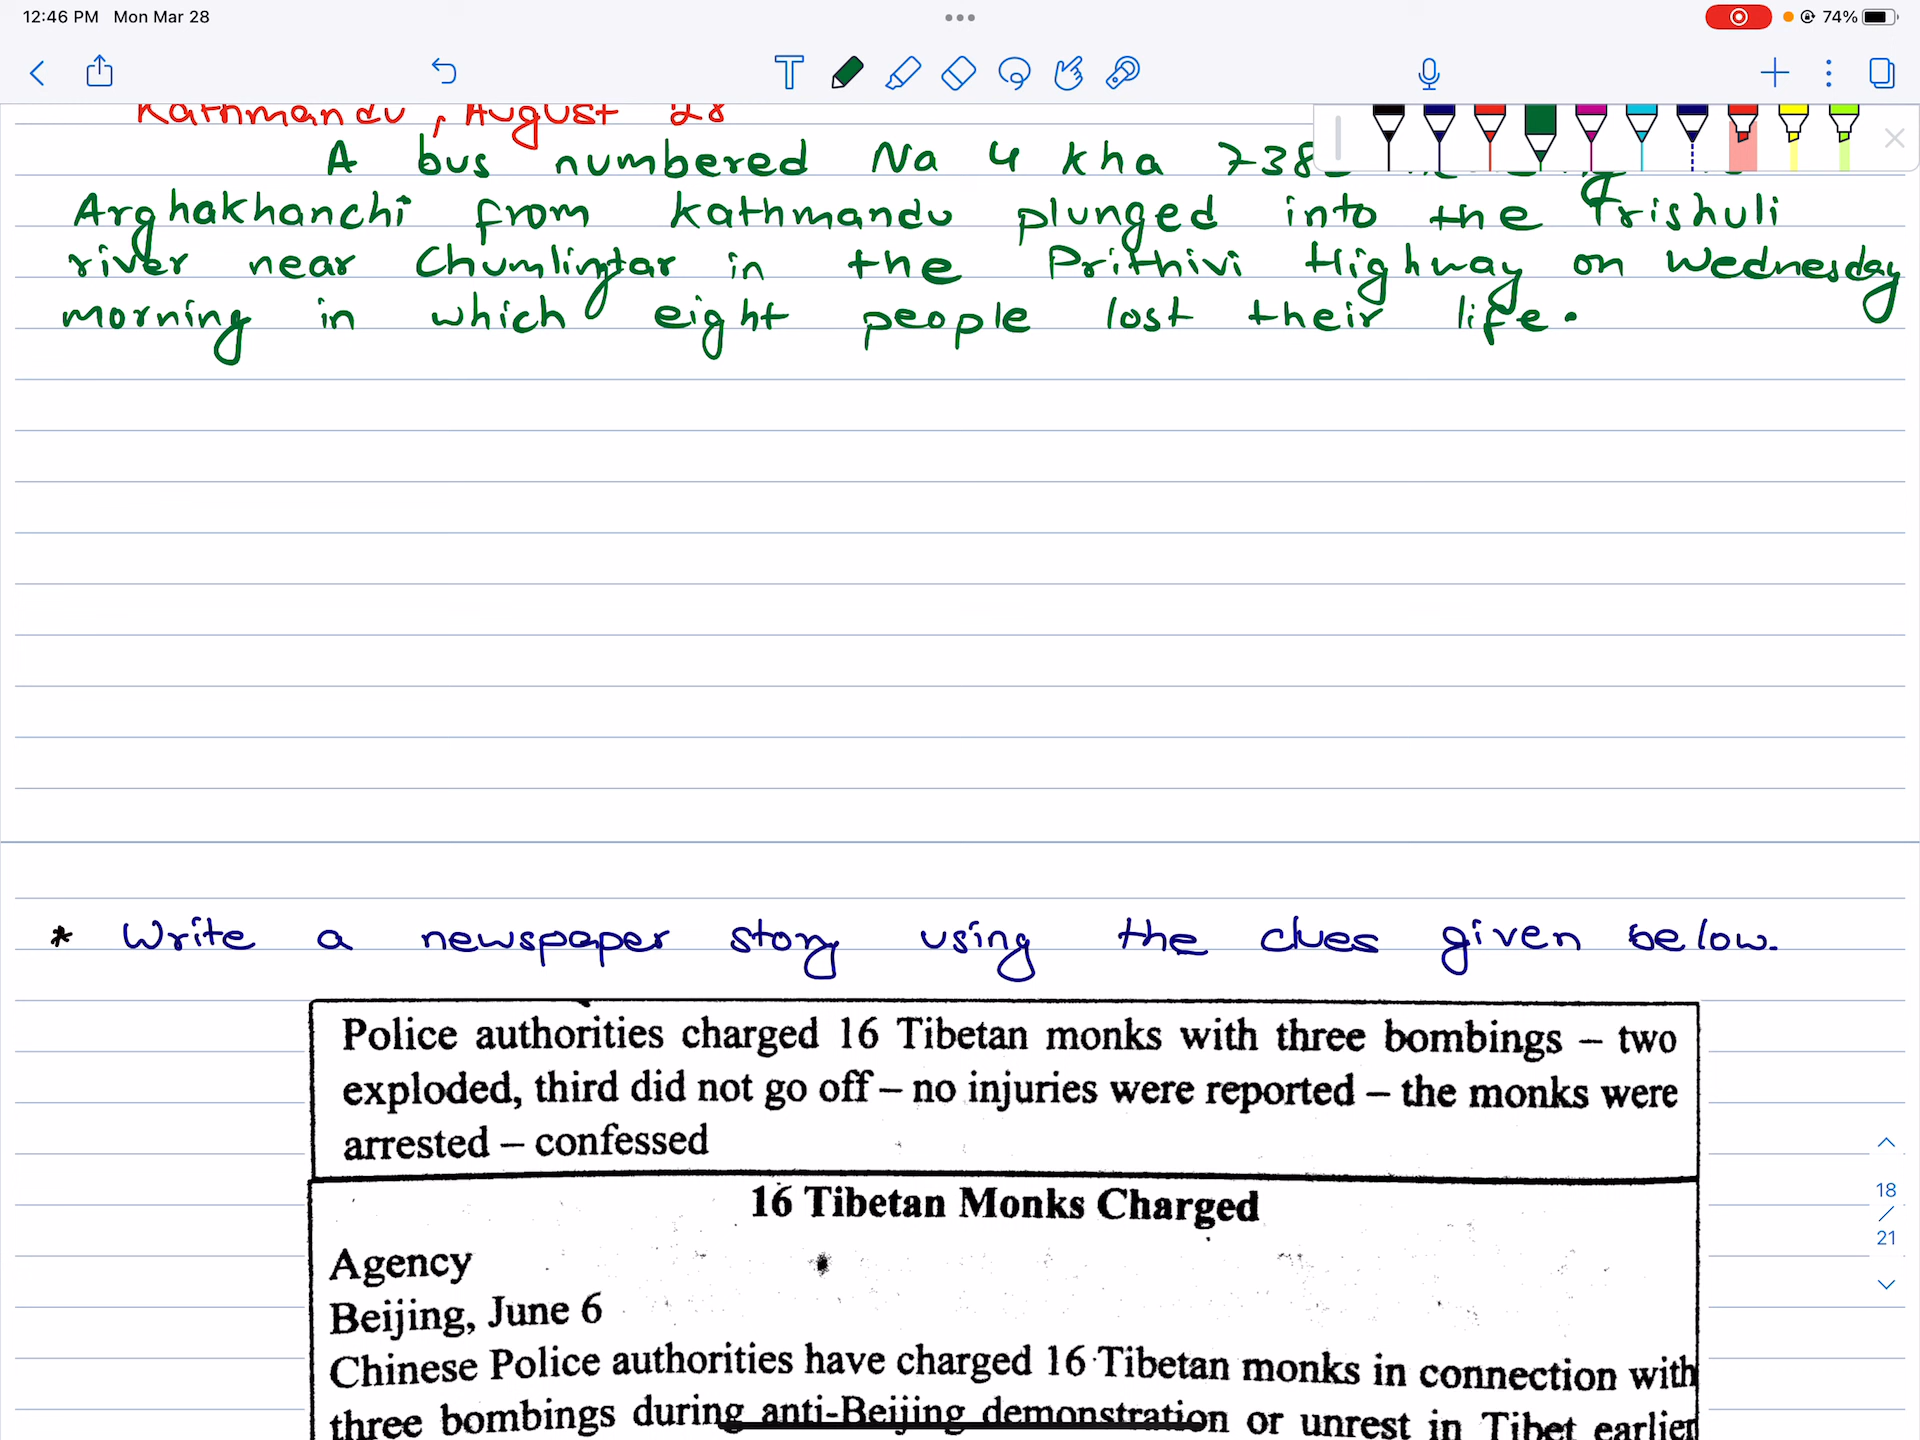 12:46 PM Mon Mar 28
74%
Kathmandu, August 28
A bus numbered Na 4 kha 738
Arghakhanchi from Kathmandu plunged into the Trishuli
river near Chumlingtar in the Prithivi Highway on Wednesday
morning in which eight people lost their life.
* Write a newspaper story using the clues given below.
Police authorities charged 16 Tibetan monks with three bombings – two
exploded, third did not go off – no injuries were reported – the monks were
arrested – confessed
16 Tibetan Monks Charged
Agency
Beijing, June 6
Chinese Police authorities have charged 16 Tibetan monks in connection with
three bombings during anti-Beijing demonstration or unrest in Tibet earlier
18
/
21